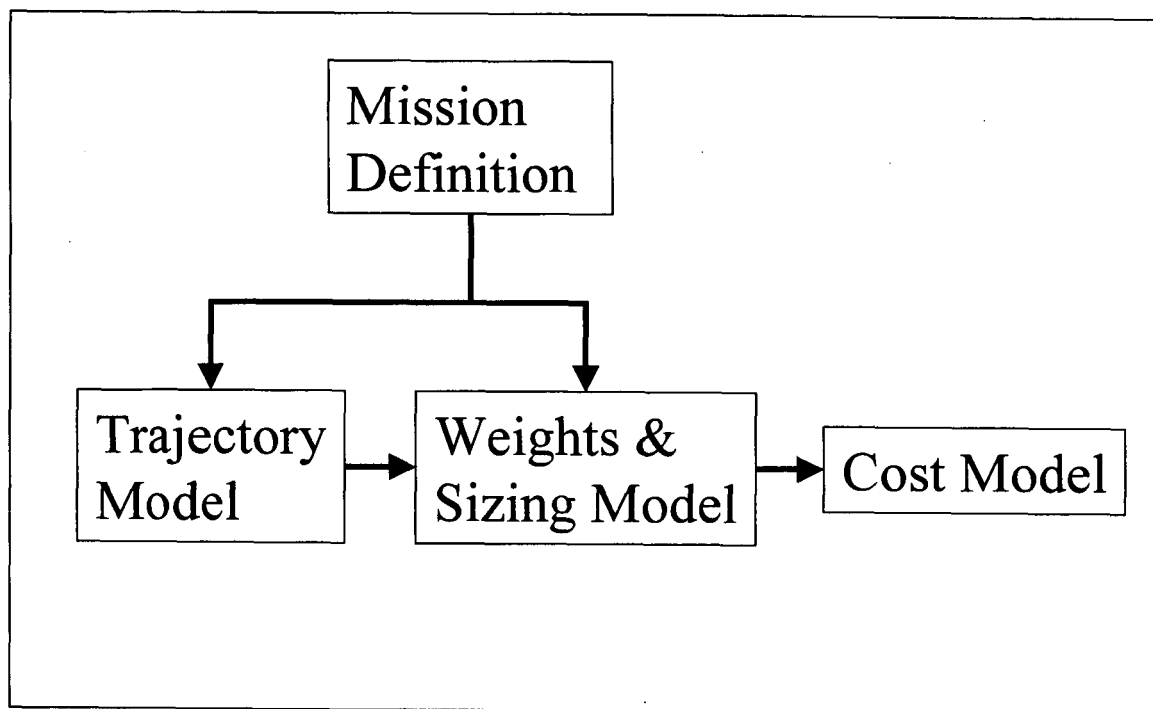 Mission
Definition
Trajectory
Model
Weights &
Sizing Model
Cost Model